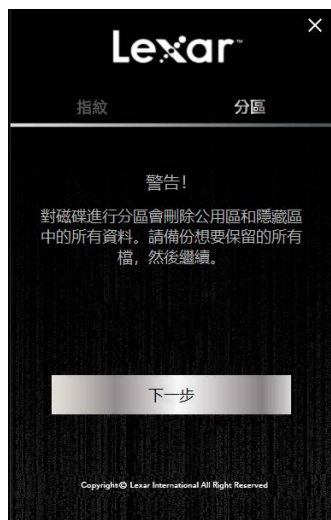 Lexar™
指紋
分區
警告!
對磁碟進行分區會刪除公用區和隱藏區
中的所有資料。請備份想要保留的所有
檔，然後繼續。
下一步
Copyright© Lexar International All Right Reserved